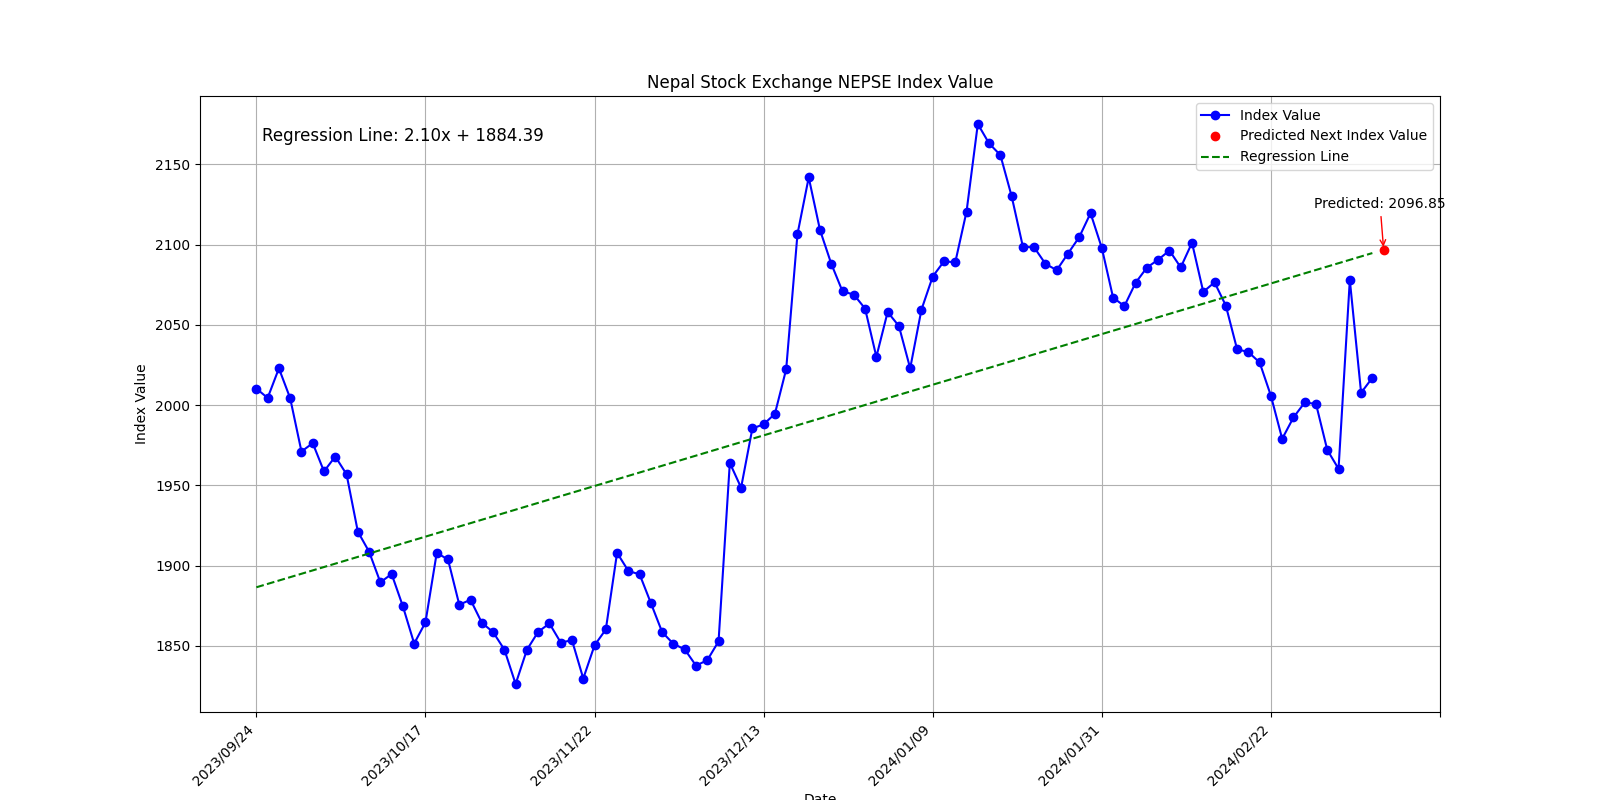 Nepal Stock Exchange NEPSE Index Value
Regression Line: 2.10x + 1884.39
Index Value
Predicted Next Index Value
Regression Line
Predicted: 2096.85
2150
2100
2050
2000
1950
1900
1850
Index Value
2023/09/24
2023/10/17
2023/11/22
2023/12/13
2024/01/09
2024/01/31
2024/02/22
Date